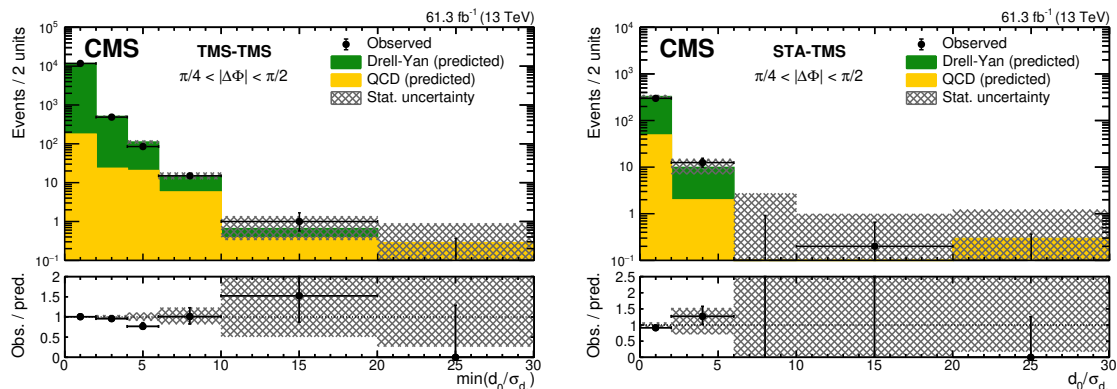 61.3 fb⁻¹ (13 TeV)
CMS
TMS-TMS
π/4 < |ΔΦ| < π/2
Observed
Drell-Yan (predicted)
QCD (predicted)
Stat. uncertainty
Events / 2 units
10⁵
10⁴
10³
10²
10
1
10⁻¹
Obs. / pred.
2
1.5
1
0.5
0
0 5 10 15 20 25 30
min(d₀/σ_d)
61.3 fb⁻¹ (13 TeV)
CMS
STA-TMS
π/4 < |ΔΦ| < π/2
Observed
Drell-Yan (predicted)
QCD (predicted)
Stat. uncertainty
Events / 2 units
10⁴
10³
10²
10
1
10⁻¹
Obs. / pred.
2.5
2
1.5
1
0.5
0
0 5 10 15 20 25 30
d₀/σ_d